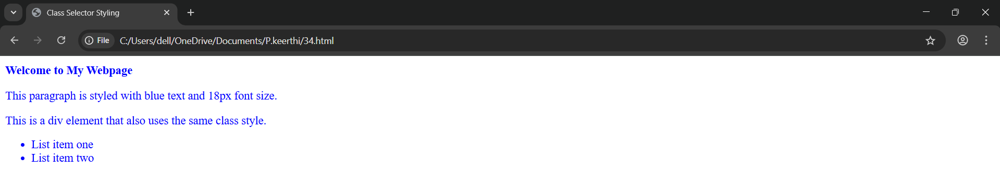 Class Selector Styling
File C:/Users/dell/OneDrive/Documents/P.keerthi/34.html
Welcome to My Webpage
This paragraph is styled with blue text and 18px font size.
This is a div element that also uses the same class style.
• List item one
• List item two